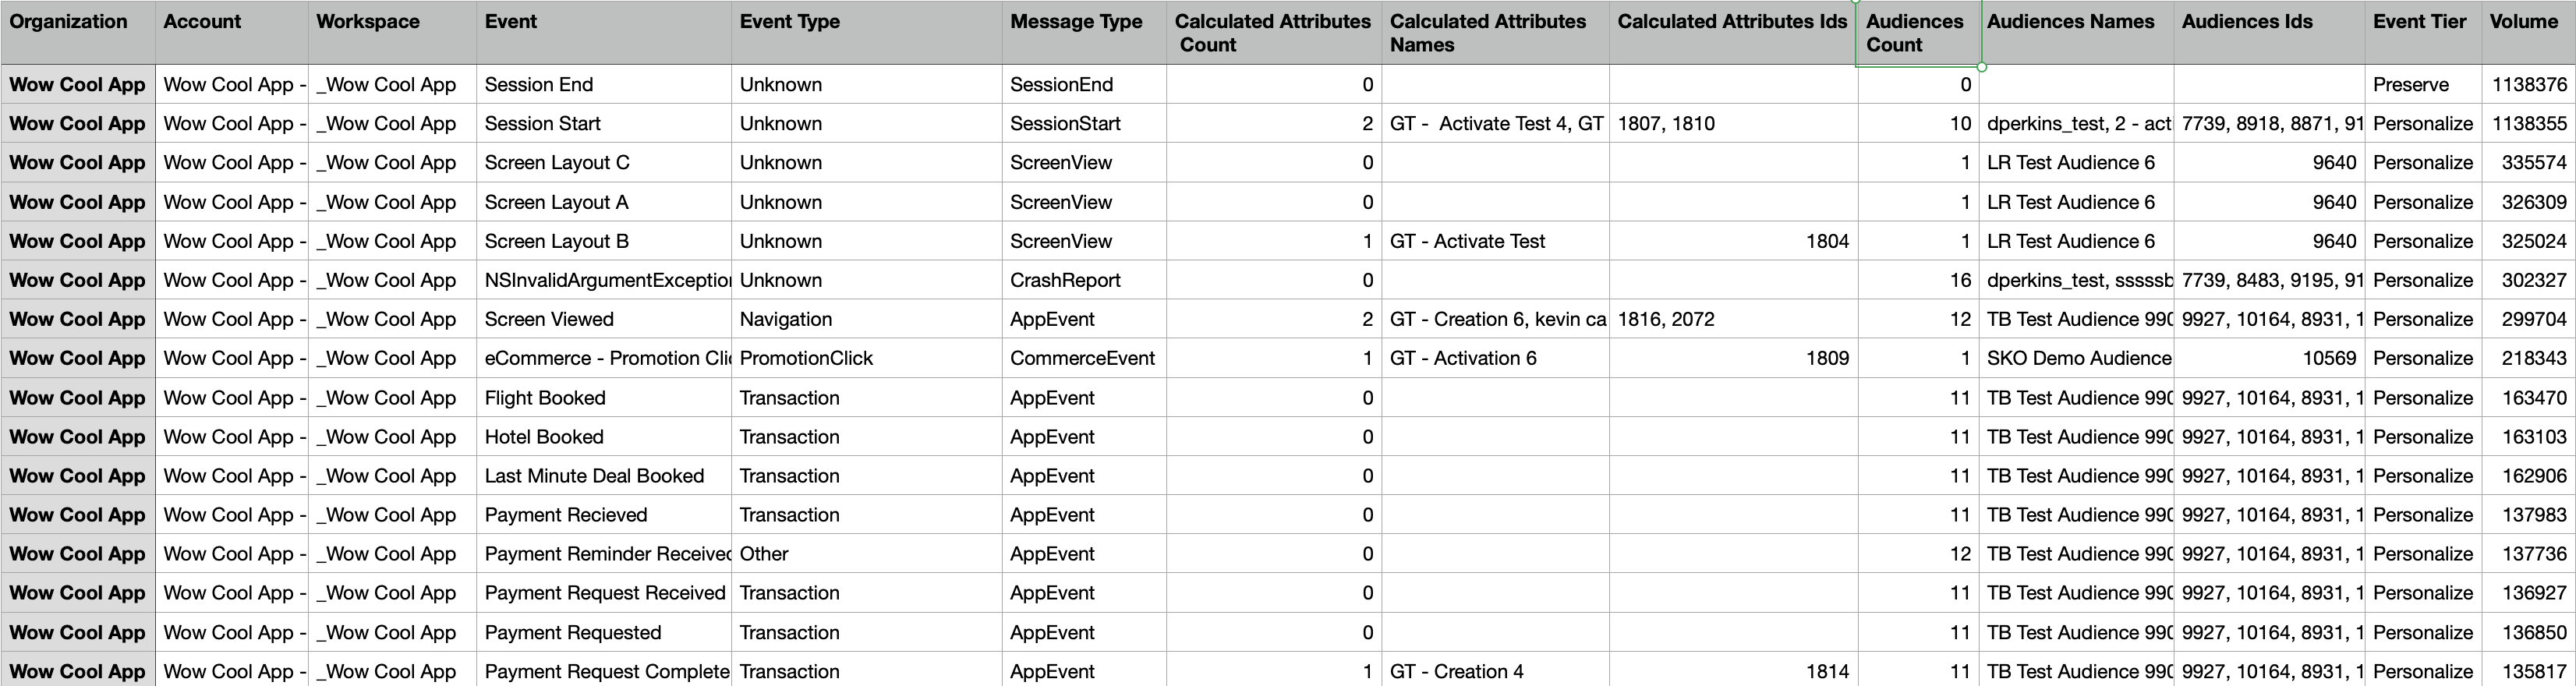 Organization Account Workspace Event Event Type Message Type Calculated Attributes Count Calculated Attributes Names Calculated Attributes Ids Audiences Count Audiences Names Audiences Ids Event Tier Volume
Wow Cool App Wow Cool App - _Wow Cool App Session End Unknown SessionEnd 0 0 Preserve 1138376
Wow Cool App Wow Cool App - _Wow Cool App Session Start Unknown SessionStart 2 GT -  Activate Test 4, GT 1807, 1810 10 dperkins_test, 2 - act 7739, 8918, 8871, 91 Personalize 1138355
Wow Cool App Wow Cool App - _Wow Cool App Screen Layout C Unknown ScreenView 0 1 LR Test Audience 6 9640 Personalize 335574
Wow Cool App Wow Cool App - _Wow Cool App Screen Layout A Unknown ScreenView 0 1 LR Test Audience 6 9640 Personalize 326309
Wow Cool App Wow Cool App - _Wow Cool App Screen Layout B Unknown ScreenView 1 GT - Activate Test 1804 1 LR Test Audience 6 9640 Personalize 325024
Wow Cool App Wow Cool App - _Wow Cool App NSInvalidArgumentExceptio Unknown CrashReport 0 16 dperkins_test, sssssb 7739, 8483, 9195, 91 Personalize 302327
Wow Cool App Wow Cool App - _Wow Cool App Screen Viewed Navigation AppEvent 2 GT - Creation 6, kevin ca 1816, 2072 12 TB Test Audience 990 9927, 10164, 8931, 1 Personalize 299704
Wow Cool App Wow Cool App - _Wow Cool App eCommerce - Promotion Clic PromotionClick CommerceEvent 1 GT - Activation 6 1809 1 SKO Demo Audience 10569 Personalize 218343
Wow Cool App Wow Cool App - _Wow Cool App Flight Booked Transaction AppEvent 0 11 TB Test Audience 990 9927, 10164, 8931, 1 Personalize 163470
Wow Cool App Wow Cool App - _Wow Cool App Hotel Booked Transaction AppEvent 0 11 TB Test Audience 990 9927, 10164, 8931, 1 Personalize 163103
Wow Cool App Wow Cool App - _Wow Cool App Last Minute Deal Booked Transaction AppEvent 0 11 TB Test Audience 990 9927, 10164, 8931, 1 Personalize 162906
Wow Cool App Wow Cool App - _Wow Cool App Payment Recieved Transaction AppEvent 0 11 TB Test Audience 990 9927, 10164, 8931, 1 Personalize 137983
Wow Cool App Wow Cool App - _Wow Cool App Payment Reminder Received Other AppEvent 0 12 TB Test Audience 990 9927, 10164, 8931, 1 Personalize 137736
Wow Cool App Wow Cool App - _Wow Cool App Payment Request Received Transaction AppEvent 0 11 TB Test Audience 990 9927, 10164, 8931, 1 Personalize 136927
Wow Cool App Wow Cool App - _Wow Cool App Payment Requested Transaction AppEvent 0 11 TB Test Audience 990 9927, 10164, 8931, 1 Personalize 136850
Wow Cool App Wow Cool App - _Wow Cool App Payment Request Complete Transaction AppEvent 1 GT - Creation 4 1814 11 TB Test Audience 990 9927, 10164, 8931, 1 Personalize 135817